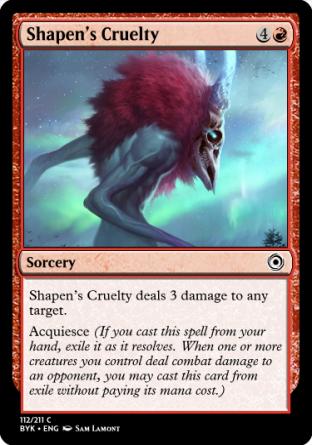 Shapen's Cruelty 4
Sorcery
Shapen's Cruelty deals 3 damage to any
target.
Acquiesce (If you cast this spell from your
hand, exile it as it resolves. When one or more
creatures you control deal combat damage to
an opponent, you may cast this card from
exile without paying its mana cost.)
112/211 C
BYK • ENG SAM LAMONT